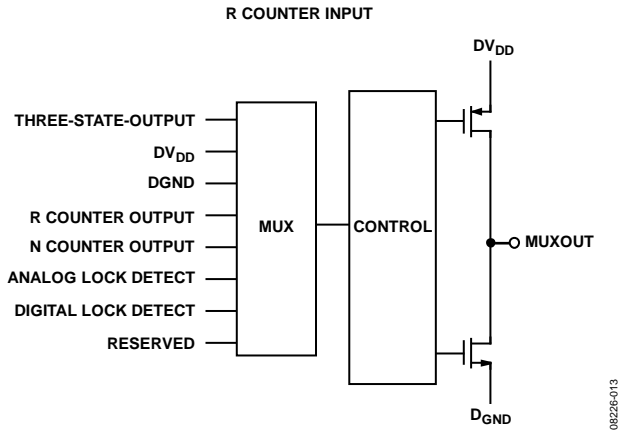 R COUNTER INPUT
DVDD
THREE-STATE-OUTPUT
DVDD
DGND
R COUNTER OUTPUT
N COUNTER OUTPUT
ANALOG LOCK DETECT
DIGITAL LOCK DETECT
RESERVED
MUX
CONTROL
MUXOUT
DGND
08226-013